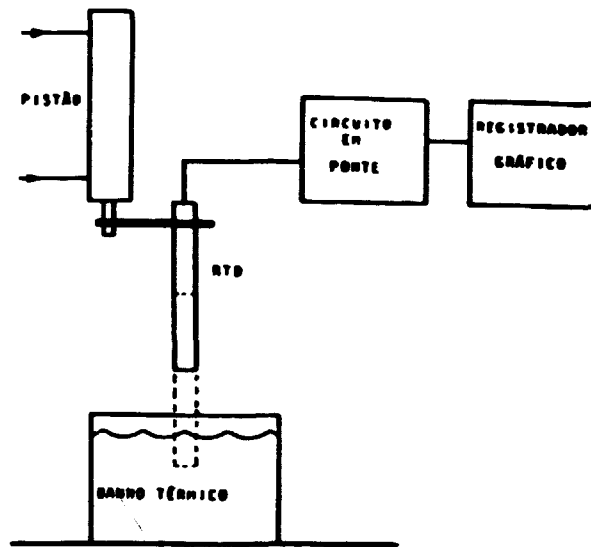 PISTÃO
CIRCUITO
EM
PONTE
REGISTRADOR
GRÁFICO
RTD
BANHO TÉRMICO